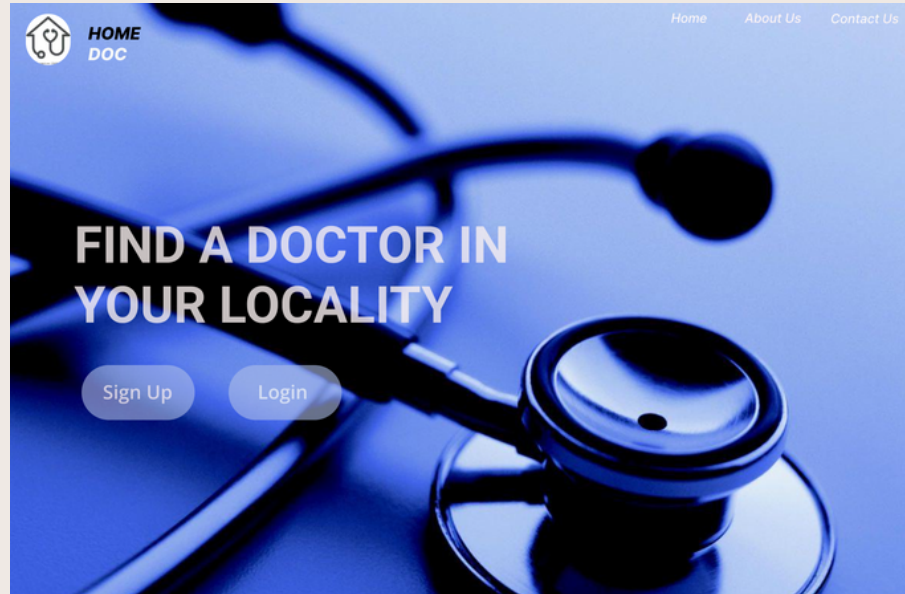 HOME
DOC
Home About Us Contact Us
FIND A DOCTOR IN
YOUR LOCALITY
Sign Up Login